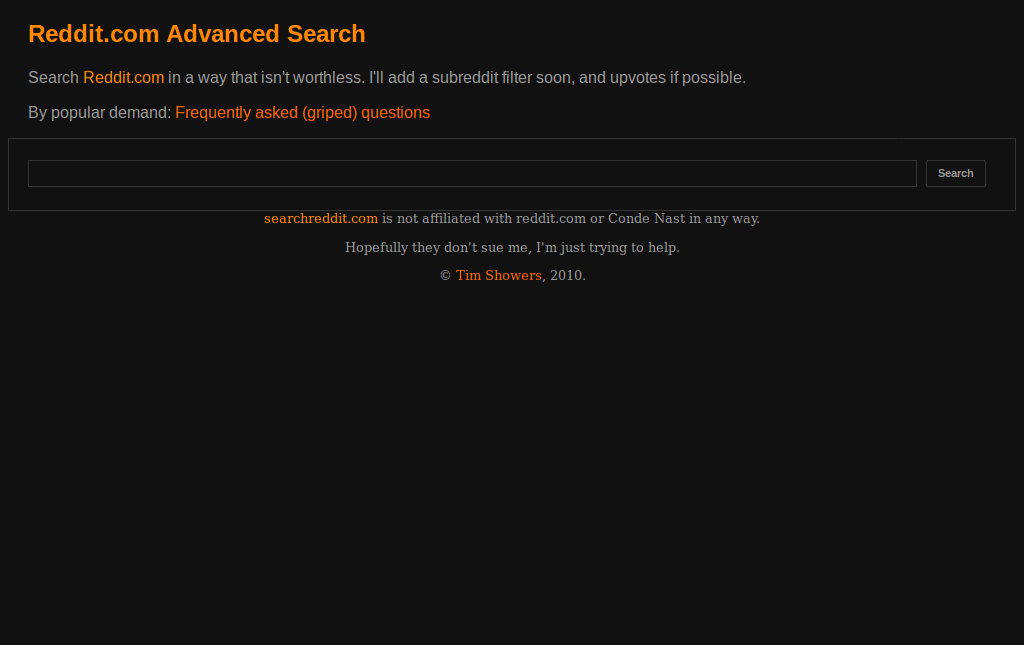 Reddit.com Advanced Search
Search Reddit.com in a way that isn't worthless. I'll add a subreddit filter soon, and upvotes if possible.
By popular demand: Frequently asked (griped) questions
Search
searchreddit.com is not affiliated with reddit.com or Conde Nast in any way.
Hopefully they don't sue me, I'm just trying to help.
© Tim Showers, 2010.